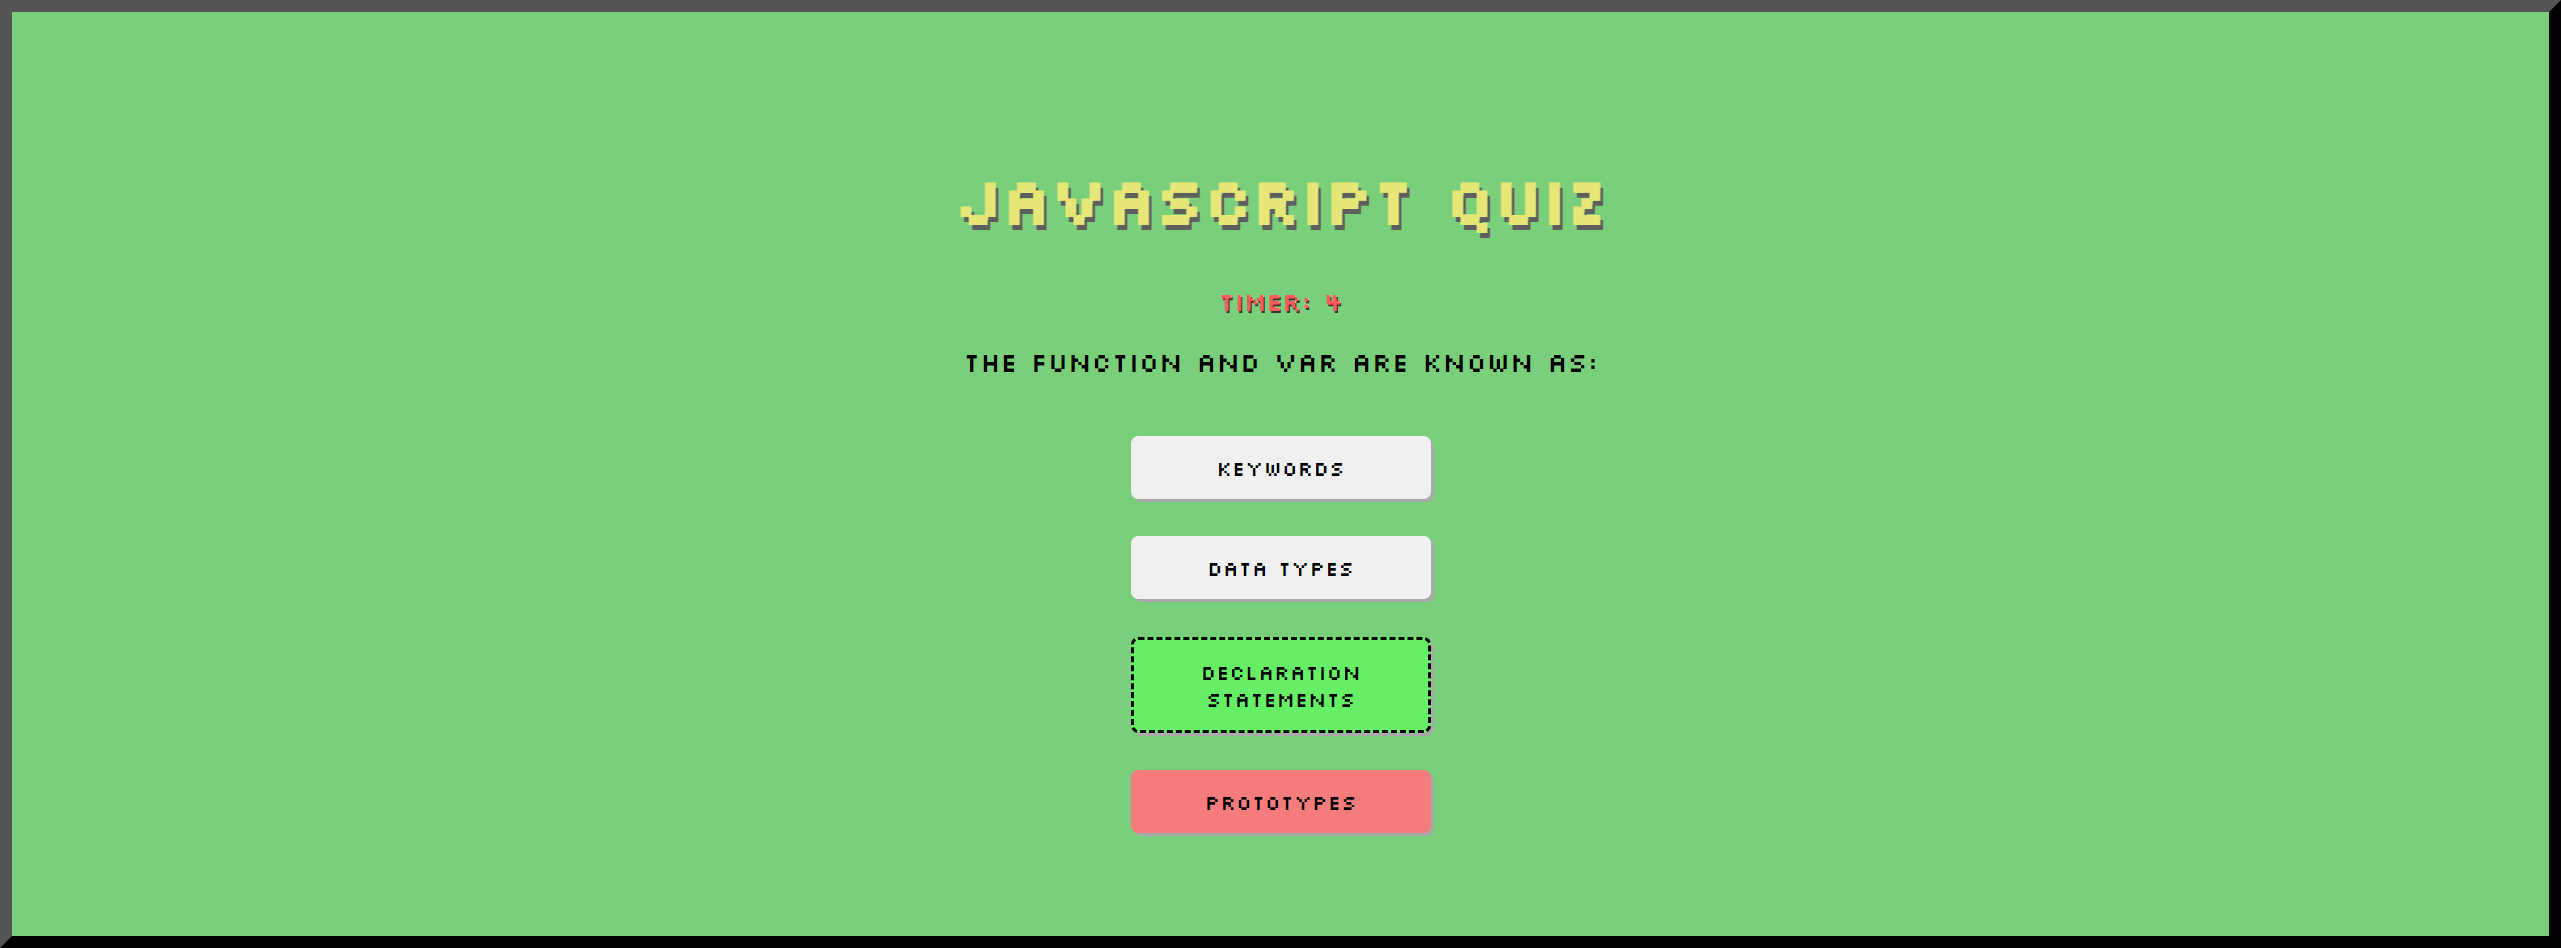 JAVASCRIPT QUIZ
TIMER: 4
THE FUNCTION AND VAR ARE KNOWN AS:
KEYWORDS
DATA TYPES
DECLARATION
STATEMENTS
PROTOTYPES